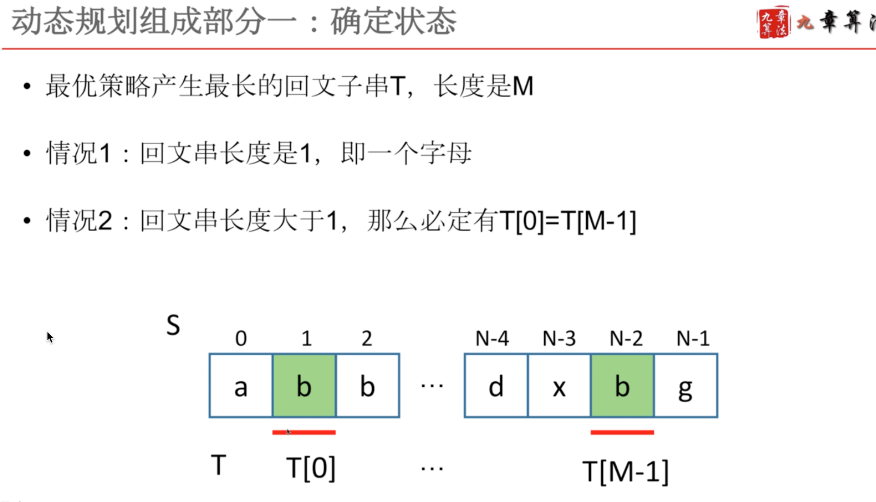 动态规划组成部分一：确定状态
九章算法
九章算法
• 最优策略产生最长的回文子串T，长度是M
• 情况1：回文串长度是1，即一个字母
• 情况2：回文串长度大于1，那么必定有T[0]=T[M-1]
S
0 1 2 N-4 N-3 N-2 N-1
a b b … d x b g
T T[0] … T[M-1]